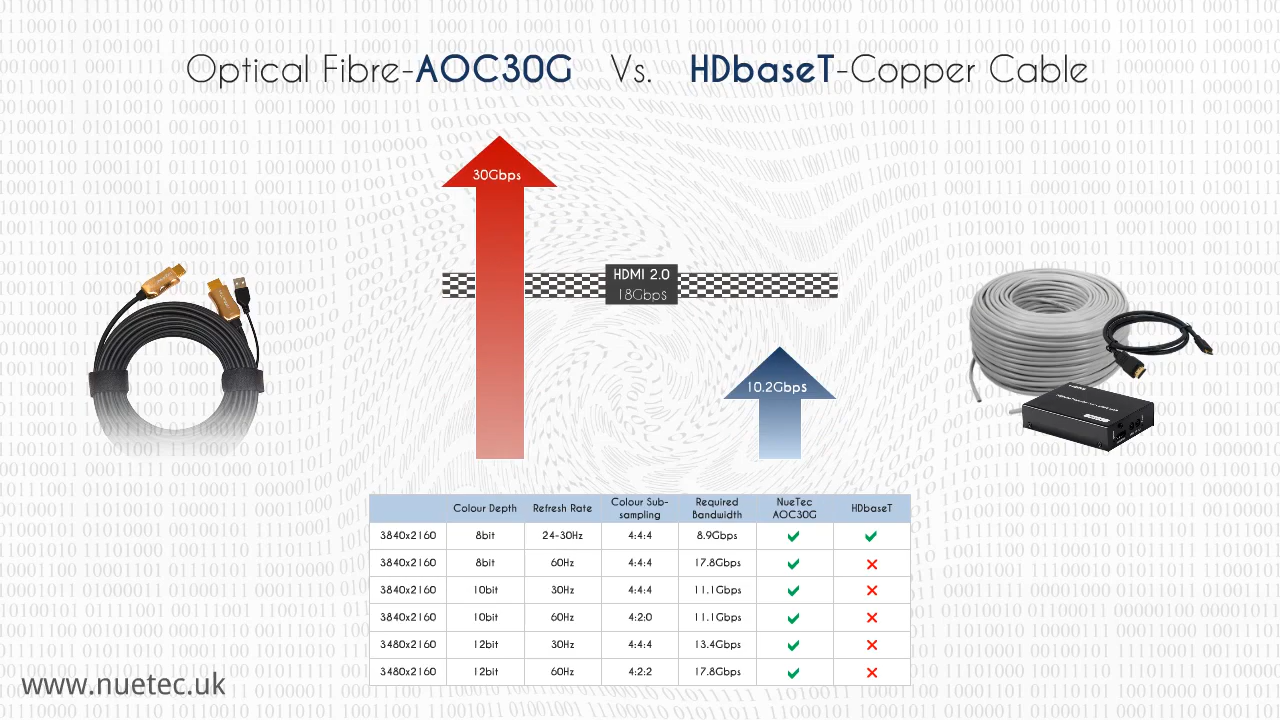 Optical Fibre-AOC30G Vs. HDbaseT-Copper Cable
30Gbps
HDMI 2.0
18Gbps
10.2Gbps
Colour Depth Refresh Rate Colour Sub-sampling Required Bandwidth NueTec AOC30G HDbaseT
3840x2160 8bit 24-30Hz 4:4:4 8.9Gbps ✔ ✔
3840x2160 8bit 60Hz 4:4:4 17.8Gbps ✔ ✕
3840x2160 10bit 30Hz 4:4:4 11.1Gbps ✔ ✕
3840x2160 10bit 60Hz 4:2:0 11.1Gbps ✔ ✕
3480x2160 12bit 30Hz 4:4:4 13.4Gbps ✔ ✕
3480x2160 12bit 60Hz 4:2:2 17.8Gbps ✔ ✕
www.nuetec.uk